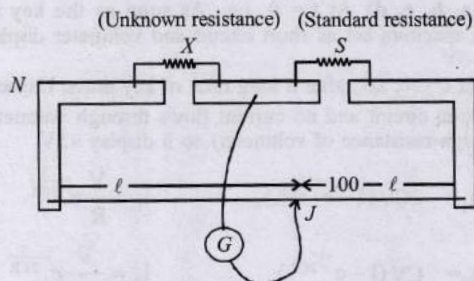 (Unknown resistance) (Standard resistance)
X S
N
ℓ 100 – ℓ
J
G